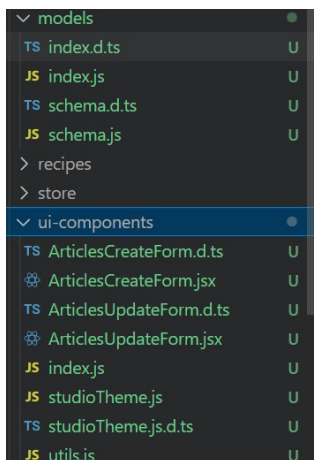 models
TS index.d.ts U
JS index.js U
TS schema.d.ts U
JS schema.js U
recipes
store
ui-components
TS ArticlesCreateForm.d.ts U
ArticlesCreateForm.jsx U
TS ArticlesUpdateForm.d.ts U
ArticlesUpdateForm.jsx U
JS index.js U
JS studioTheme.js U
TS studioTheme.js.d.ts U
JS utils.js U